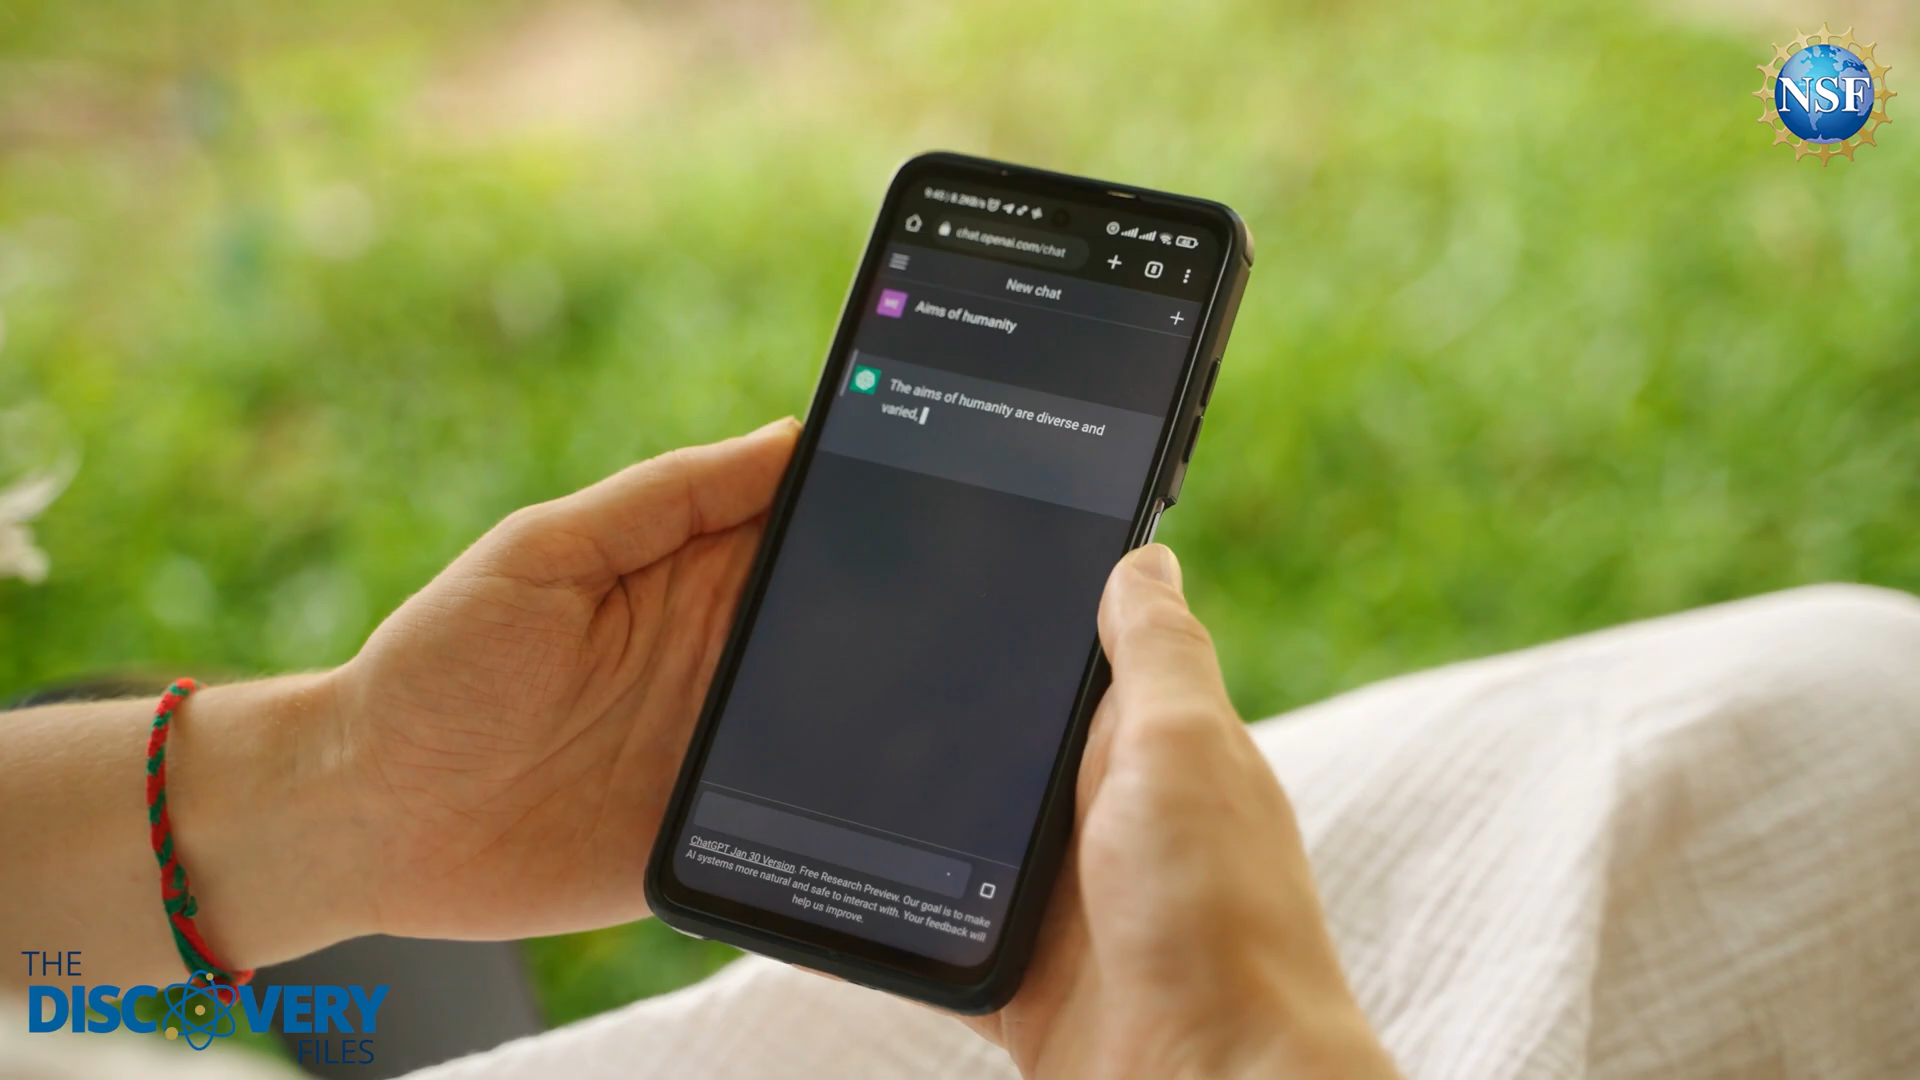 NSF
chat.openai.com/chat
New chat
Aims of humanity
The aims of humanity are diverse and
varied,
ChatGPT Jan 30 Version. Free Research Preview. Our goal is to make
AI systems more natural and safe to interact with. Your feedback will
help us improve.
THE
DISCOVERY
FILES